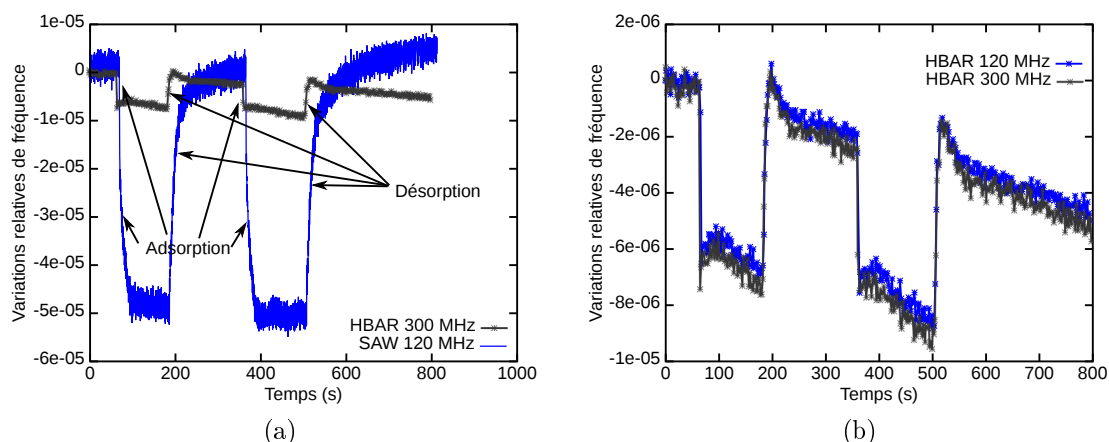 1e-05
0
-1e-05
-2e-05
-3e-05
-4e-05
-5e-05
-6e-05
Variations relatives de fréquence
Adsorption
Désorption
HBAR 300 MHz
SAW 120 MHz
0 200 400 600 800 1000
Temps (s)
(a)
2e-06
0
-2e-06
-4e-06
-6e-06
-8e-06
-1e-05
Variations relatives de fréquence
HBAR 120 MHz
HBAR 300 MHz
0 100 200 300 400 500 600 700 800
Temps (s)
(b)